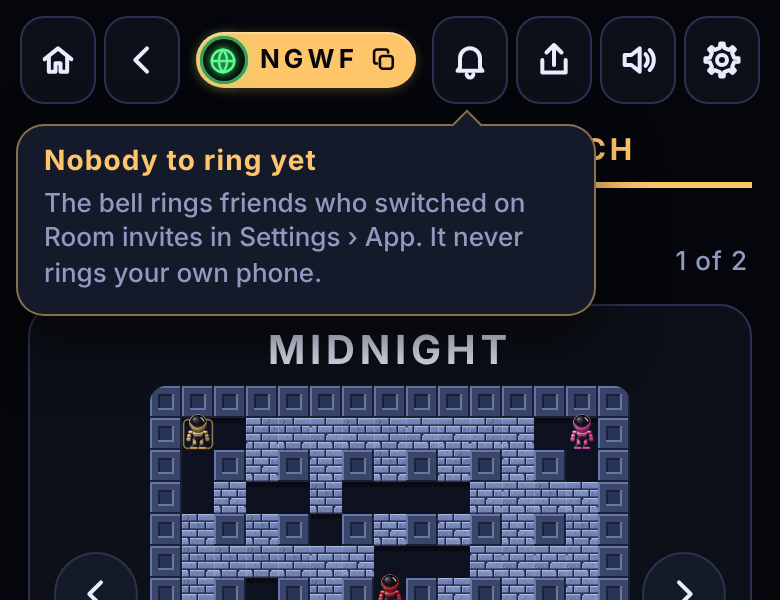 NGWF
Nobody to ring yet
The bell rings friends who switched on
Room invites in Settings › App. It never
rings your own phone.
1 of 2
MIDNIGHT